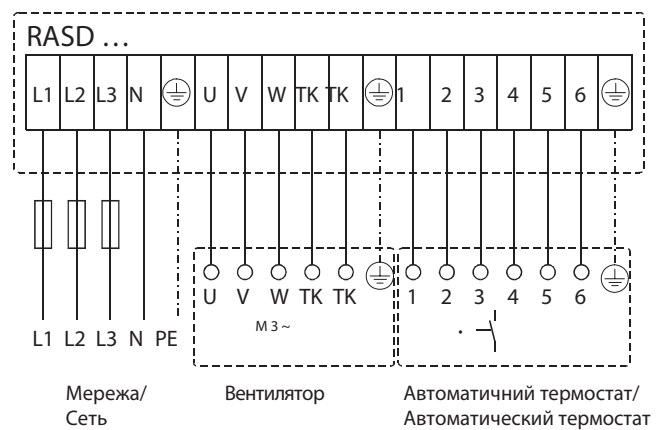 RASD ...
L1 L2 L3 N U V W TK TK 1 2 3 4 5 6
U V W TK TK 1 2 3 4 5 6
M 3 ~
L1 L2 L3 N PE
Мережа/ Вентилятор Автоматичний термостат/
Сеть Автоматический термостат